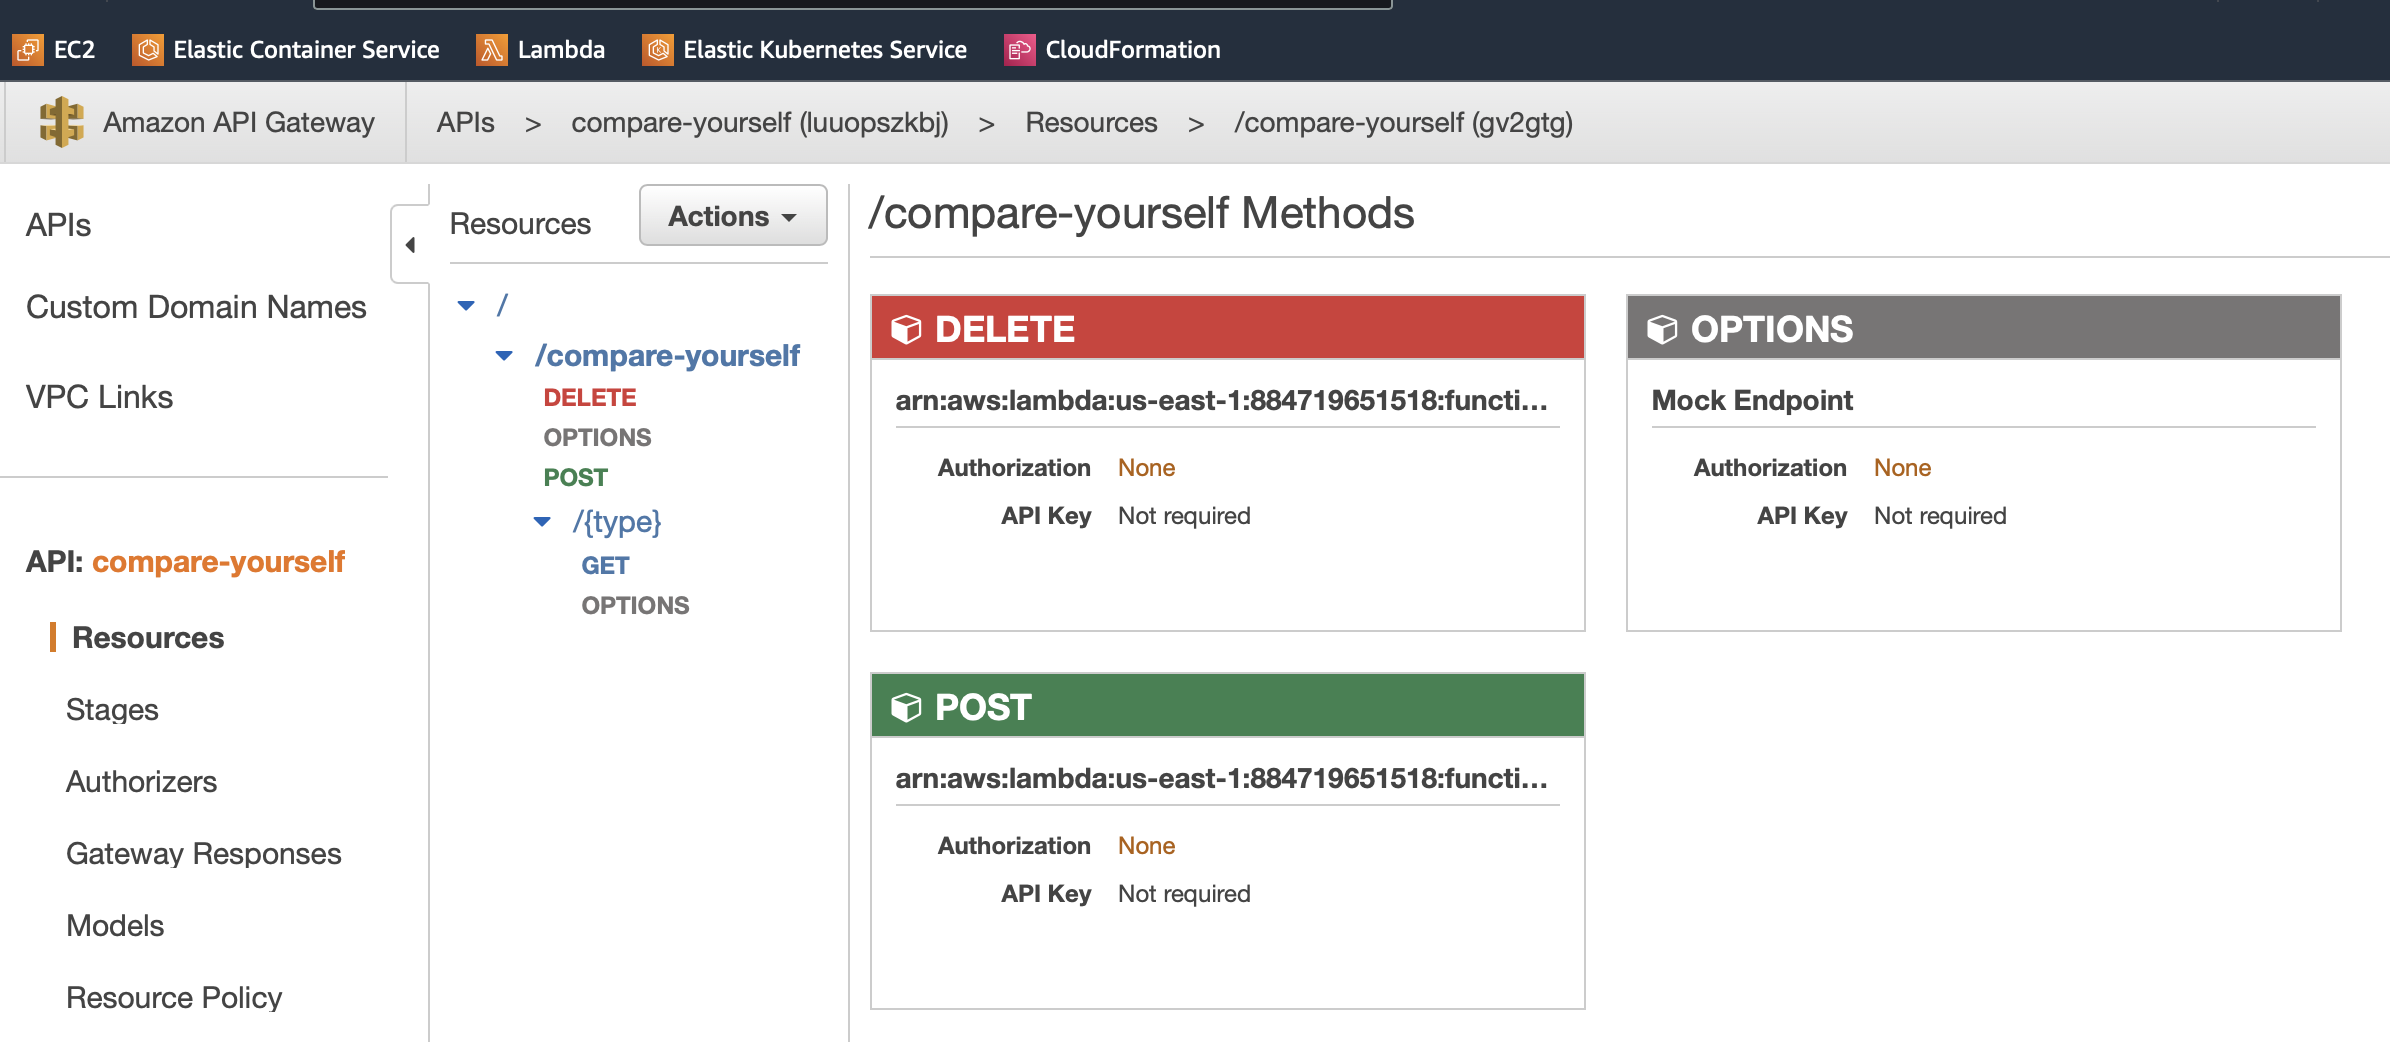 EC2 Elastic Container Service Lambda Elastic Kubernetes Service CloudFormation
Amazon API Gateway APIs > compare-yourself (luuopszkbj) > Resources > /compare-yourself (gv2gtg)
APIs
Custom Domain Names
VPC Links
API: compare-yourself
Resources
Stages
Authorizers
Gateway Responses
Models
Resource Policy
Resources Actions
/
/compare-yourself
DELETE
OPTIONS
POST
/{type}
GET
OPTIONS
/compare-yourself Methods
DELETE
arn:aws:lambda:us-east-1:884719651518:functi...
Authorization None
API Key Not required
OPTIONS
Mock Endpoint
Authorization None
API Key Not required
POST
arn:aws:lambda:us-east-1:884719651518:functi...
Authorization None
API Key Not required